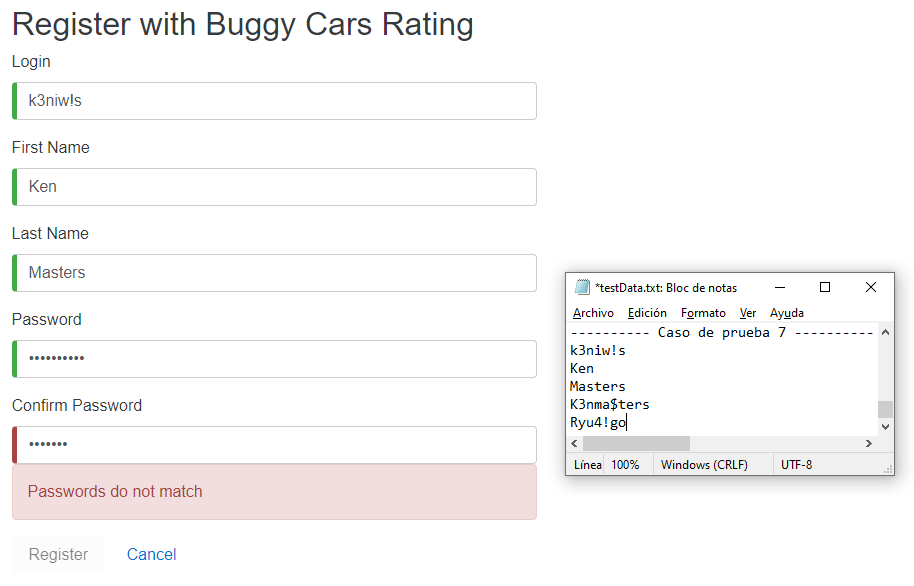 Register with Buggy Cars Rating
Login
k3niw!s
First Name
Ken
Last Name
Masters
Password
••••••••••
Confirm Password
•••••••
Passwords do not match
Register Cancel
*testData.txt: Bloc de notas
Archivo Edición Formato Ver Ayuda
---------- Caso de prueba 7 ----------
k3niw!s
Ken
Masters
K3nma$ters
Ryu4!go
Línea 100% Windows (CRLF) UTF-8